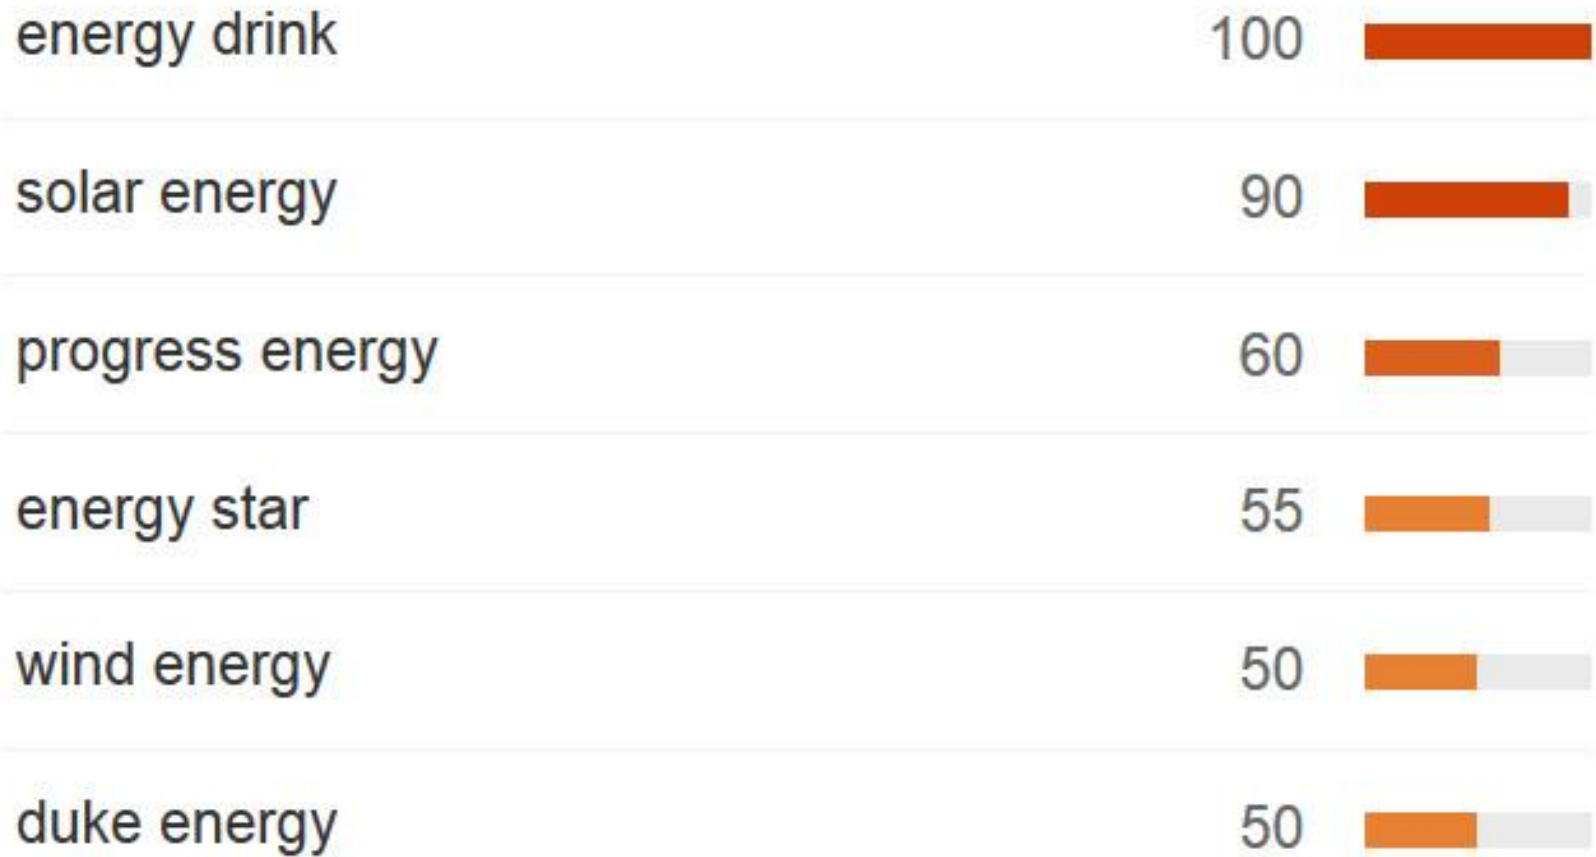 energy drink 100
solar energy 90
progress energy 60
energy star 55
wind energy 50
duke energy 50